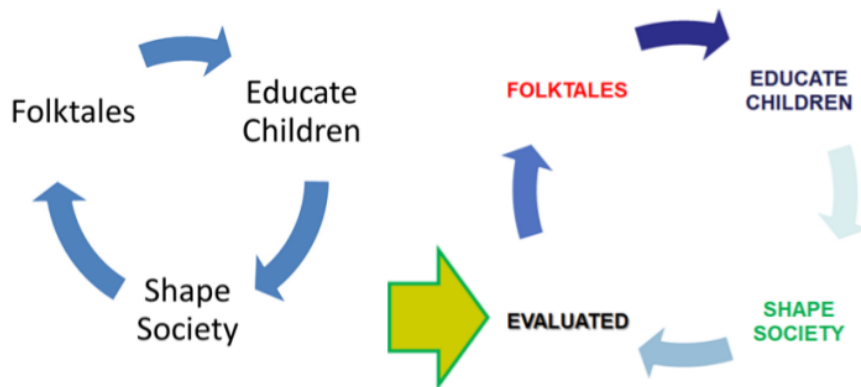 Folktales
Educate
Children
Shape
Society
FOLKTALES
EDUCATE
CHILDREN
SHAPE
SOCIETY
EVALUATED